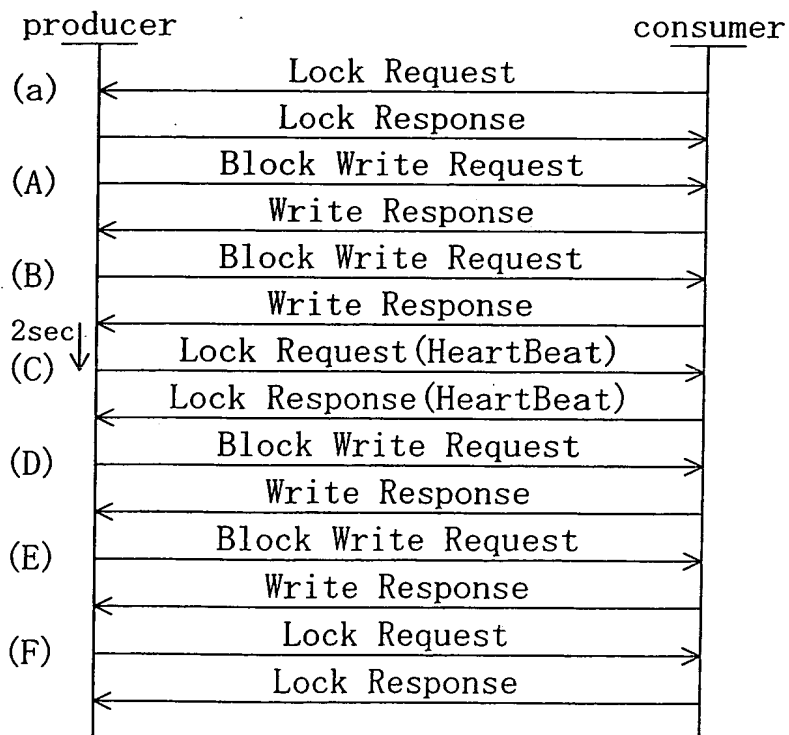 producer consumer
(a) Lock Request
Lock Response
(A) Block Write Request
Write Response
(B) Block Write Request
Write Response
2sec
(C) Lock Request(HeartBeat)
Lock Response(HeartBeat)
(D) Block Write Request
Write Response
(E) Block Write Request
Write Response
(F) Lock Request
Lock Response